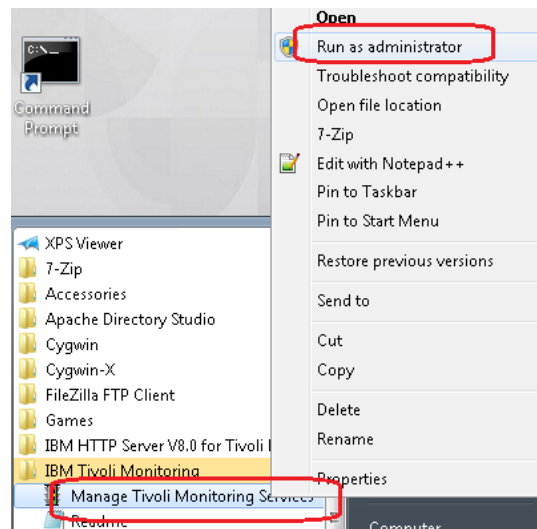 C:\_
Command
Prompt
Open
Run as administrator
Troubleshoot compatibility
Open file location
7-Zip
Edit with Notepad++
Pin to Taskbar
Pin to Start Menu
Restore previous versions
Send to
Cut
Copy
Delete
Rename
Properties
XPS Viewer
7-Zip
Accessories
Apache Directory Studio
Cygwin
Cygwin-X
FileZilla FTP Client
Games
IBM HTTP Server V8.0 for Tivoli
IBM Tivoli Monitoring
Manage Tivoli Monitoring Services
Readme
Computer